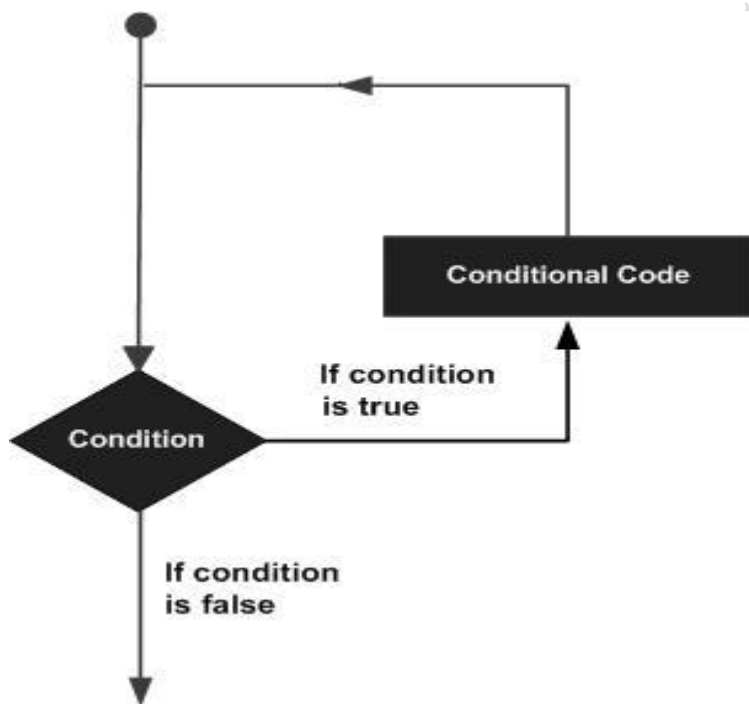 Conditional Code
If condition
is true
Condition
If condition
is false